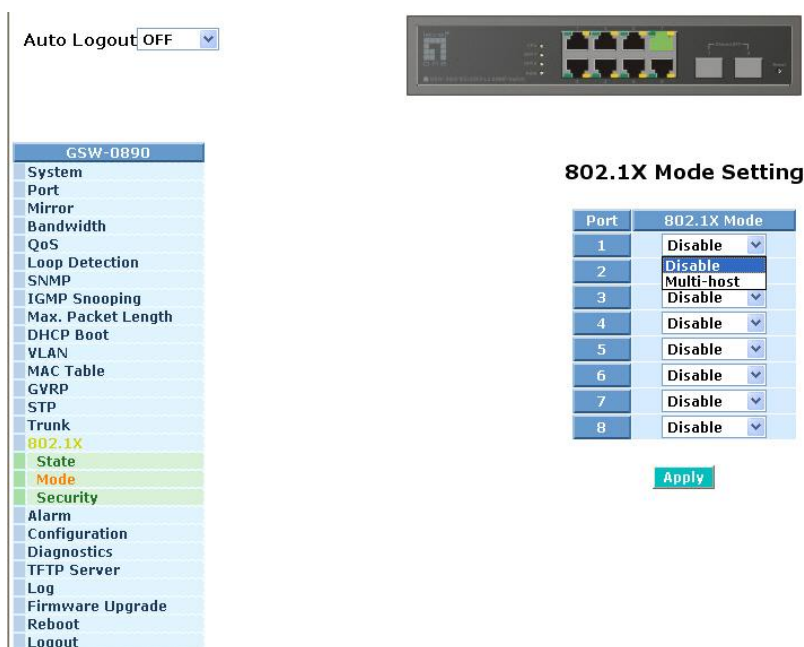 Auto Logout OFF
GSW-0890
System
Port
Mirror
Bandwidth
QoS
Loop Detection
SNMP
IGMP Snooping
Max. Packet Length
DHCP Boot
VLAN
MAC Table
GVRP
STP
Trunk
802.1X
State
Mode
Security
Alarm
Configuration
Diagnostics
TFTP Server
Log
Firmware Upgrade
Reboot
Logout
802.1X Mode Setting
Port 802.1X Mode
1 Disable
Disable
2
Multi-host
3 Disable
4 Disable
5 Disable
6 Disable
7 Disable
8 Disable
Apply